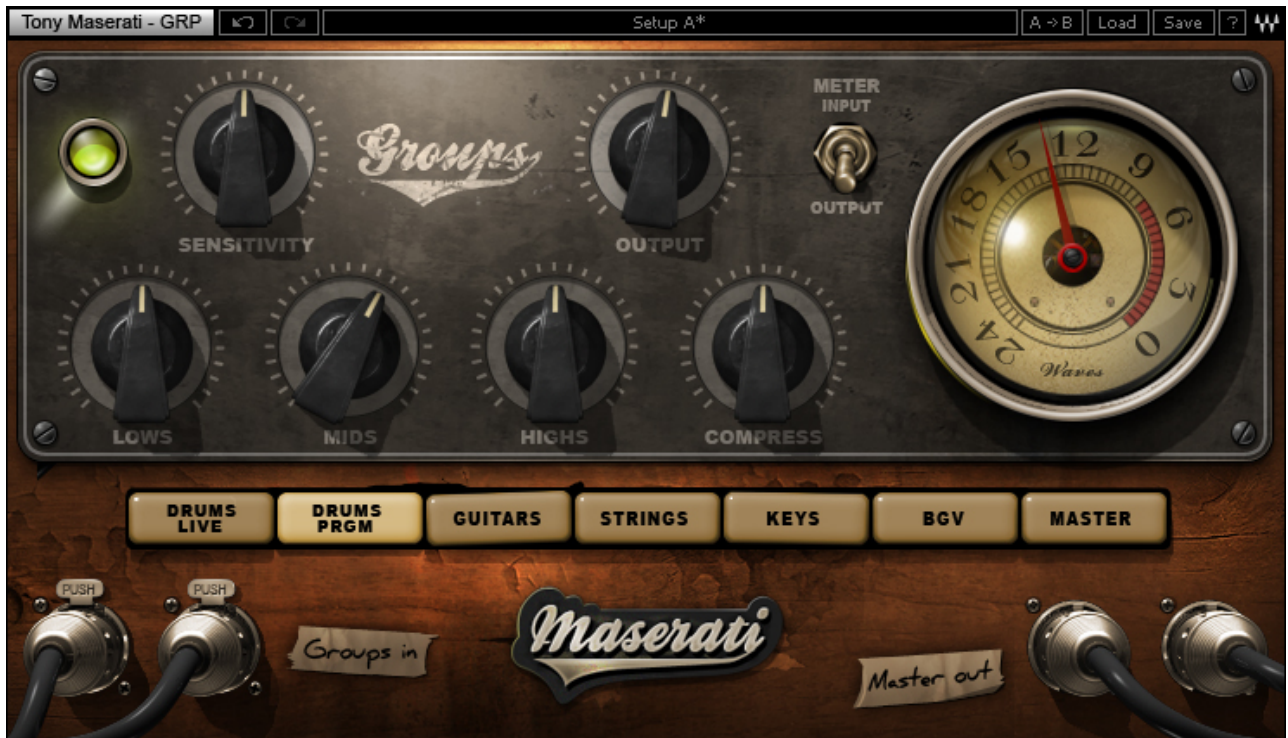 Tony Maserati - GRP
Setup A*
A->B
Load
Save
?
METER
INPUT
OUTPUT
Groups
SENSITIVITY
OUTPUT
LOWS
MIDS
HIGHS
COMPRESS
24
21
18
15
12
9
6
3
0
Waves
DRUMS
LIVE
DRUMS
PRGM
GUITARS
STRINGS
KEYS
BGV
MASTER
PUSH
PUSH
Groups in
Maserati
Master out